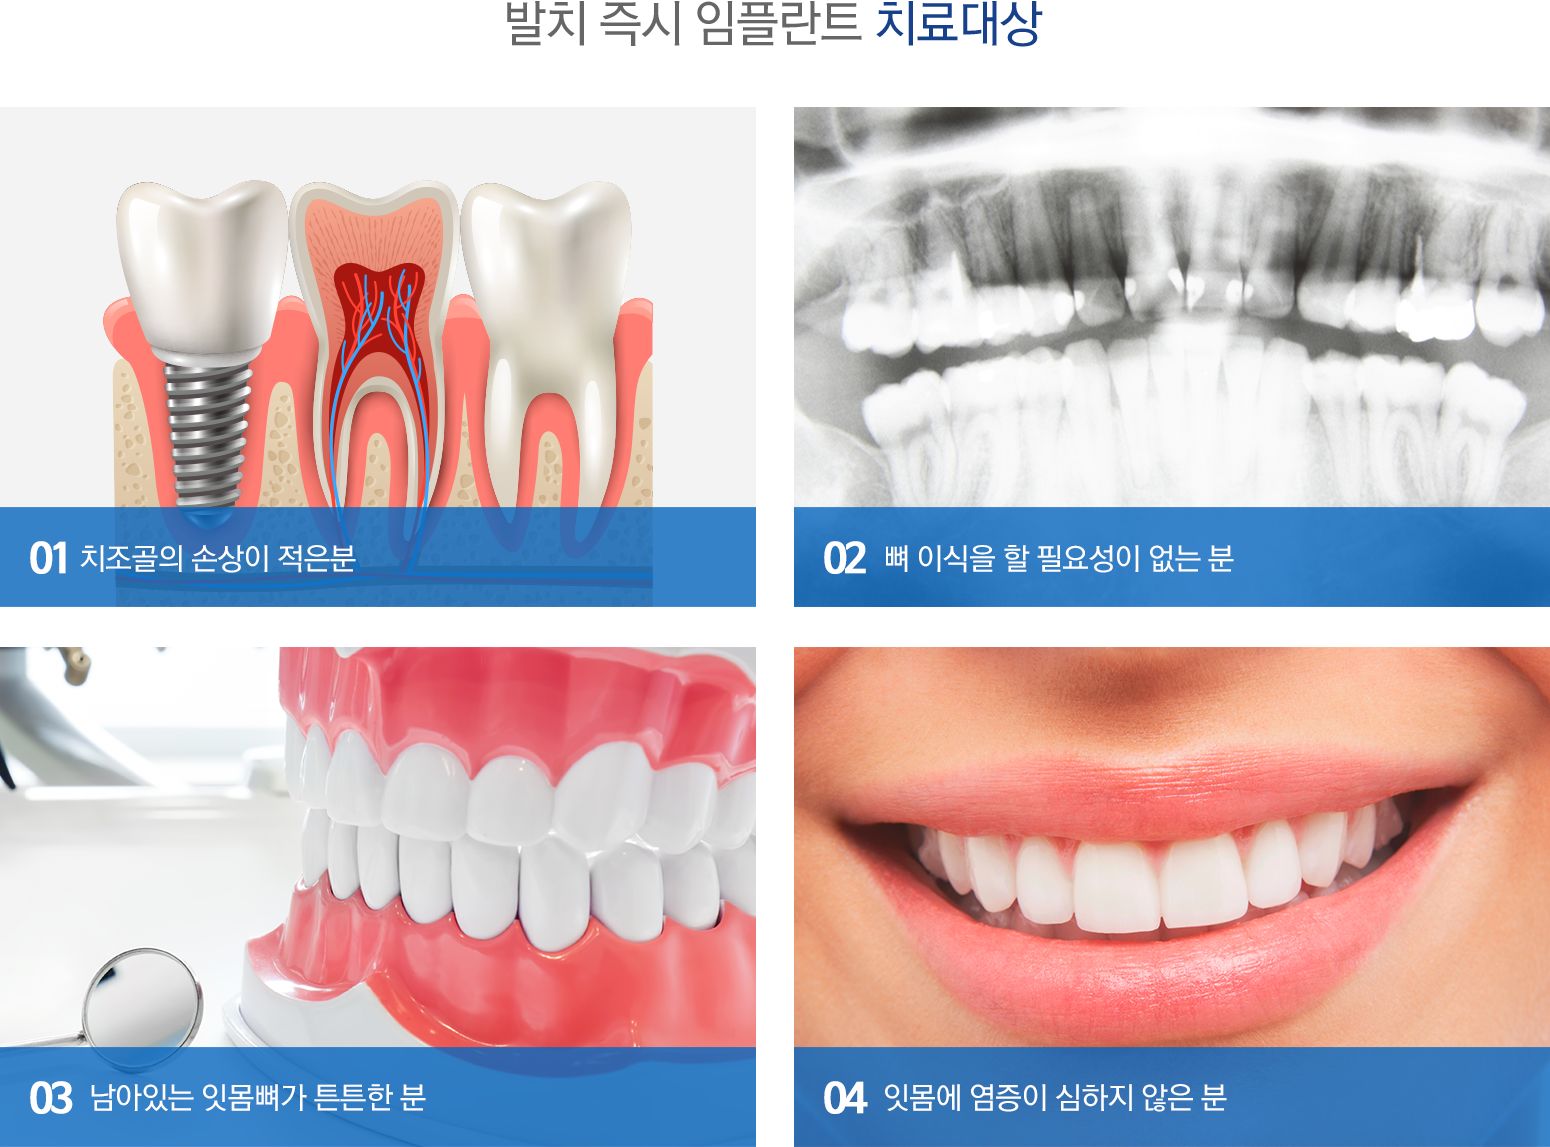 발치 즉시 임플란트 치료대상
01 치조골의 손상이 적은분
02 뼈 이식을 할 필요성이 없는 분
03 남아있는 잇몸뼈가 튼튼한 분
04 잇몸에 염증이 심하지 않은 분